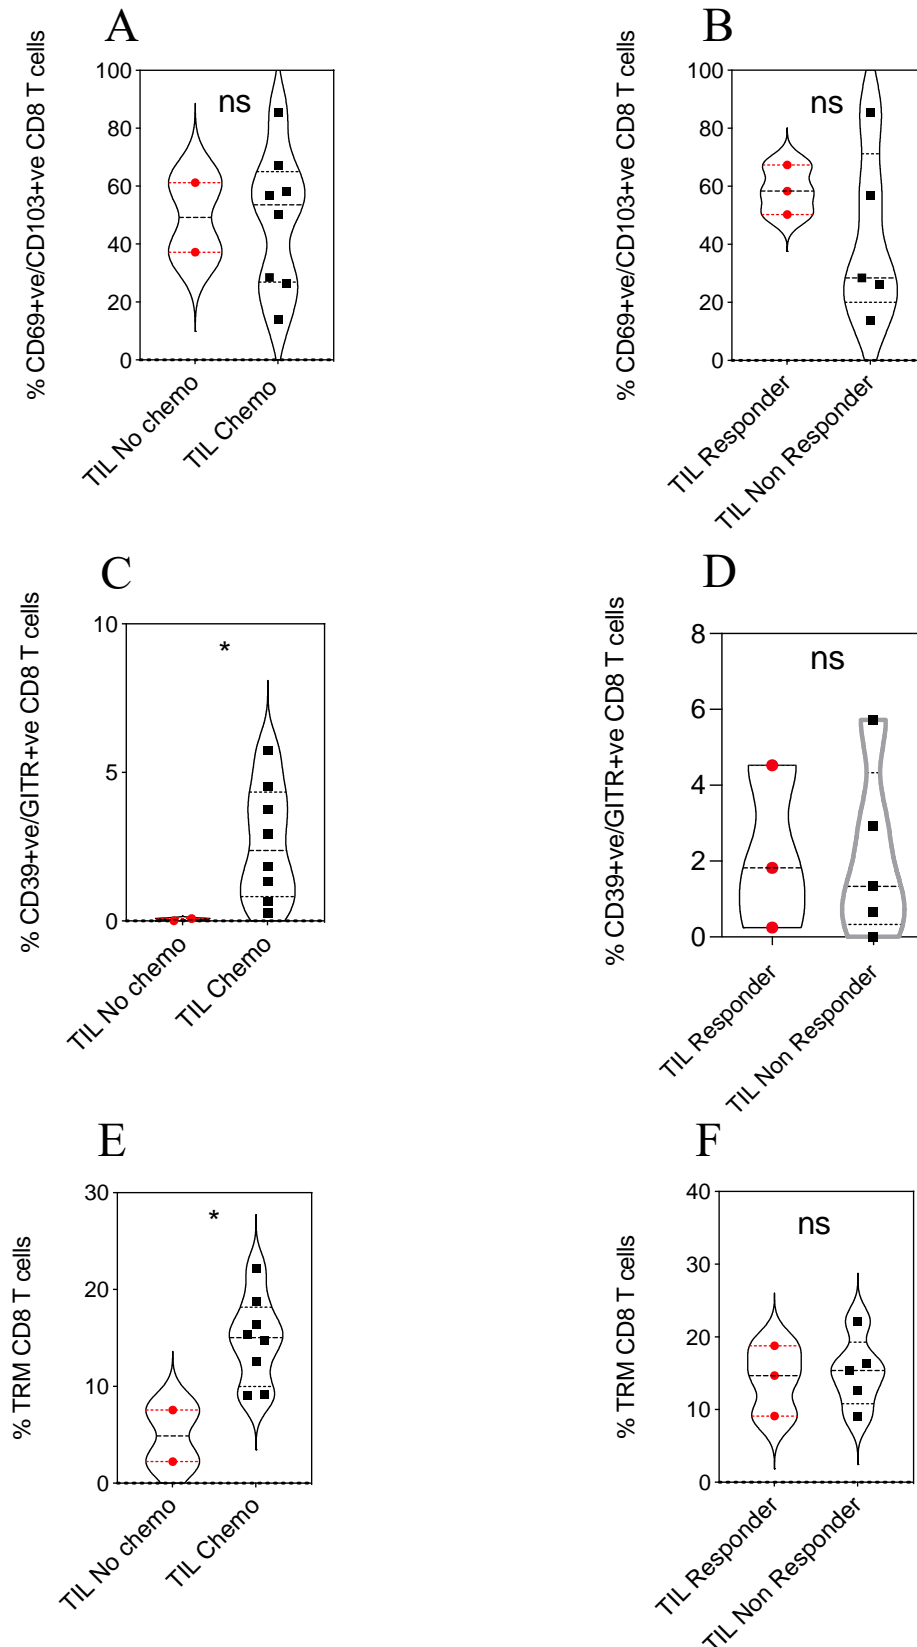 A
% CD69+ve/CD103+ve CD8 T cells
100
80
60
40
20
0
ns
TIL No chemo
TIL Chemo
B
% CD69+ve/CD103+ve CD8 T cells
100
80
60
40
20
0
ns
TIL Responder
TIL Non Responder
C
% CD39+ve/GITR+ve CD8 T cells
10
5
0
*
TIL No chemo
TIL Chemo
D
% CD39+ve/GITR+ve CD8 T cells
8
6
4
2
0
ns
TIL Responder
TIL Non Responder
E
% TRM CD8 T cells
30
20
10
0
*
TIL No chemo
TIL Chemo
F
% TRM CD8 T cells
40
30
20
10
0
ns
TIL Responder
TIL Non Responder